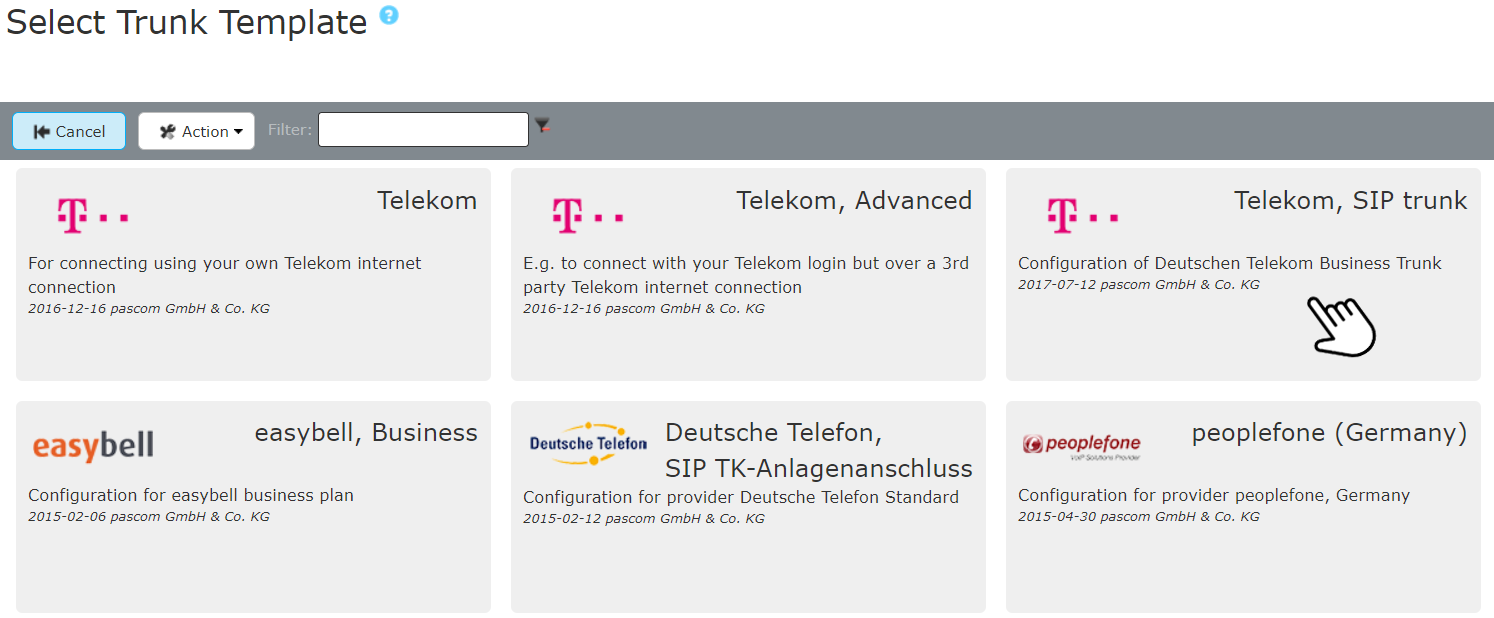 Select Trunk Template ?
Cancel Action Filter:
Telekom
For connecting using your own Telekom internet
connection
2016-12-16 pascom GmbH & Co. KG
Telekom, Advanced
E.g. to connect with your Telekom login but over a 3rd
party Telekom internet connection
2016-12-16 pascom GmbH & Co. KG
Telekom, SIP trunk
Configuration of Deutschen Telekom Business Trunk
2017-07-12 pascom GmbH & Co. KG
easybell
easybell, Business
Configuration for easybell business plan
2015-02-06 pascom GmbH & Co. KG
Deutsche Telefon
Deutsche Telefon,
SIP TK-Anlagenanschluss
Configuration for provider Deutsche Telefon Standard
2015-02-12 pascom GmbH & Co. KG
peoplefone
VoIP Solutions Provider
peoplefone (Germany)
Configuration for provider peoplefone, Germany
2015-04-30 pascom GmbH & Co. KG